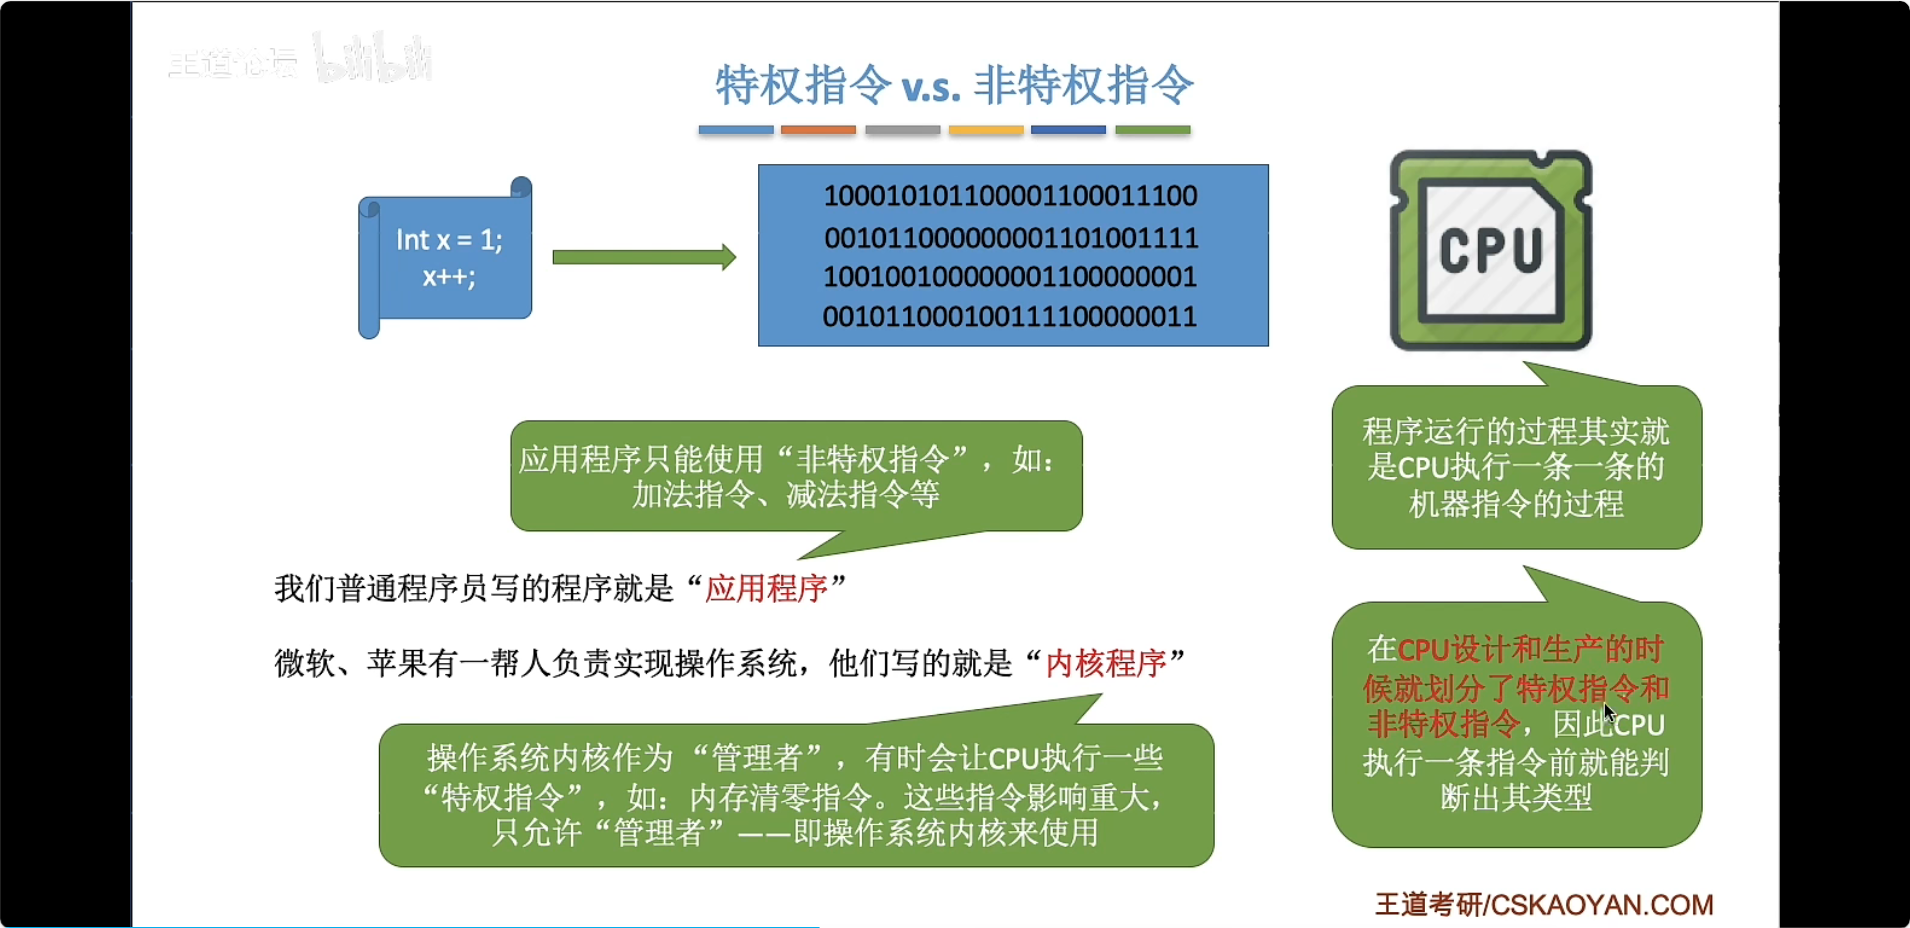 王道论坛 bilibili
特权指令 v.s. 非特权指令
Int x = 1;
x++;
100010101100001100011100
001011000000001101001111
100100100000001100000001
001011000100111100000011
CPU
程序运行的过程其实就
是CPU执行一条一条的
机器指令的过程
应用程序只能使用“非特权指令”，如：
加法指令、减法指令等
我们普通程序员写的程序就是“应用程序”
微软、苹果有一帮人负责实现操作系统，他们写的就是“内核程序”
操作系统内核作为 “管理者”，有时会让CPU执行一些
“特权指令”，如：内存清零指令。这些指令影响重大，
只允许“管理者”——即操作系统内核来使用
在CPU设计和生产的时
候就划分了特权指令和
非特权指令，因此CPU
执行一条指令前就能判
断出其类型
王道考研/CSKAOYAN.COM